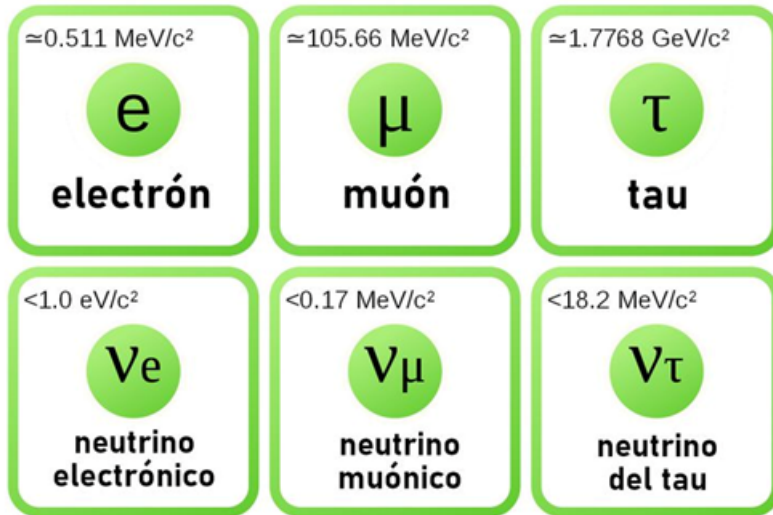 ≃0.511 MeV/c²
e
electrón
≃105.66 MeV/c²
μ
muón
≃1.7768 GeV/c²
τ
tau
<1.0 eV/c²
νe
neutrino
electrónico
<0.17 MeV/c²
νμ
neutrino
muónico
<18.2 MeV/c²
ντ
neutrino
del tau